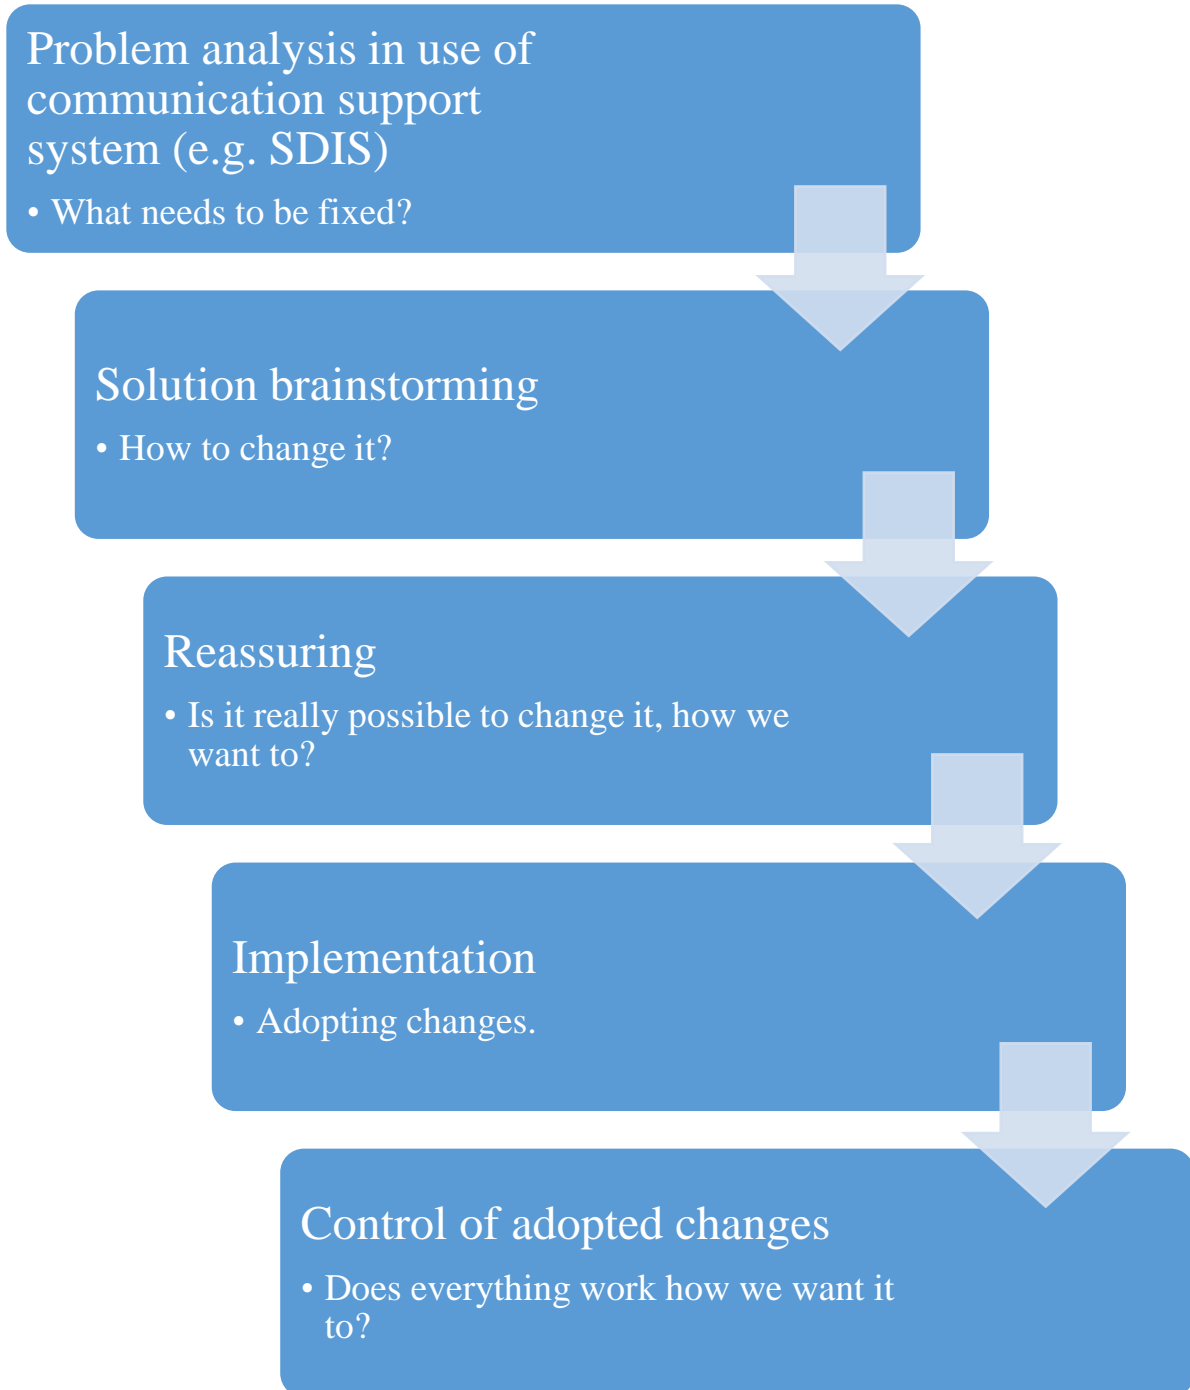 Problem analysis in use of
communication support
system (e.g. SDIS)
• What needs to be fixed?
Solution brainstorming
• How to change it?
Reassuring
• Is it really possible to change it, how we
want to?
Implementation
• Adopting changes.
Control of adopted changes
• Does everything work how we want it
to?